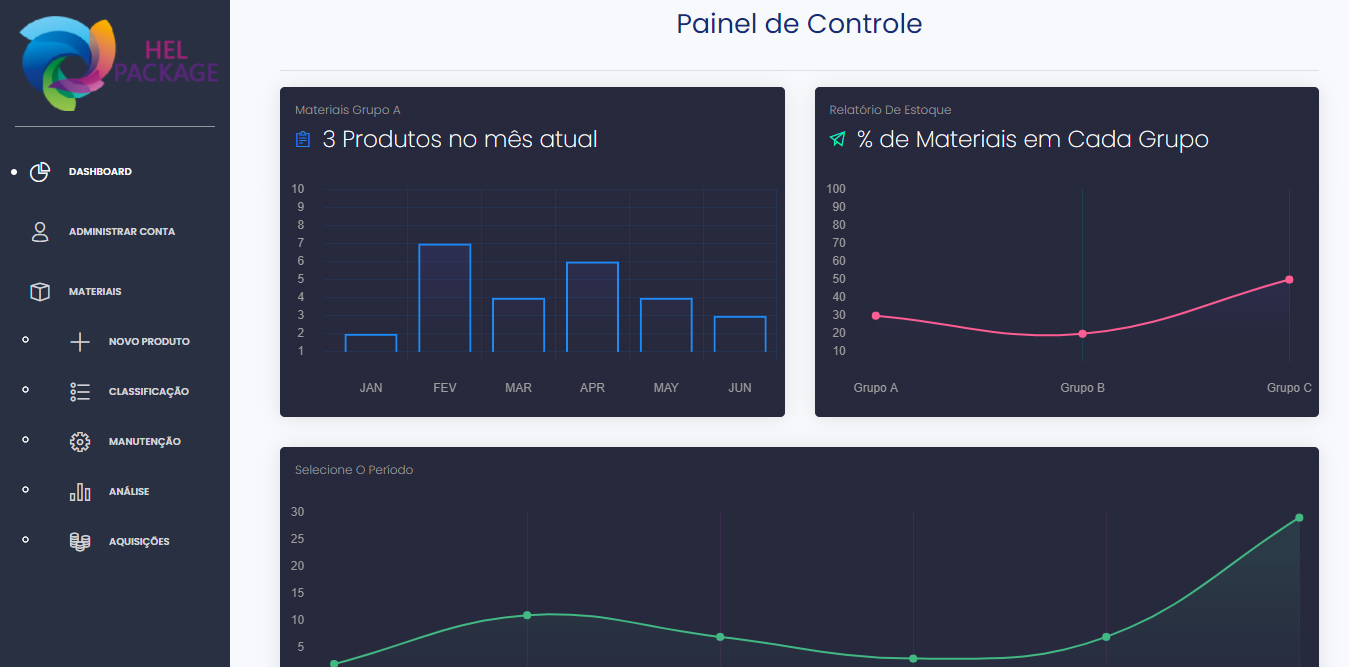 HEL
PACKAGE
DASHBOARD
ADMINISTRAR CONTA
MATERIAIS
NOVO PRODUTO
CLASSIFICAÇÃO
MANUTENÇÃO
ANÁLISE
AQUISIÇÕES
Painel de Controle
Materiais Grupo A
3 Produtos no mês atual
10
9
8
7
6
5
4
3
2
1
JAN
FEV
MAR
APR
MAY
JUN
Relatório De Estoque
% de Materiais em Cada Grupo
100
90
80
70
60
50
40
30
20
10
Grupo A
Grupo B
Grupo C
Selecione O Período
30
25
20
15
10
5